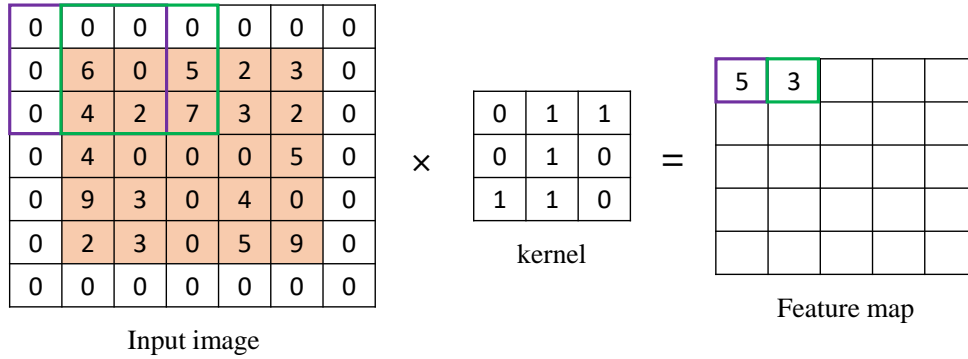 0 0 0 0 0 0 0
0 6 0 5 2 3 0
0 4 2 7 3 2 0
0 4 0 0 0 5 0
0 9 3 0 4 0 0
0 2 3 0 5 9 0
0 0 0 0 0 0 0
Input image
×
0 1 1
0 1 0
1 1 0
kernel
=
5 3
Feature map